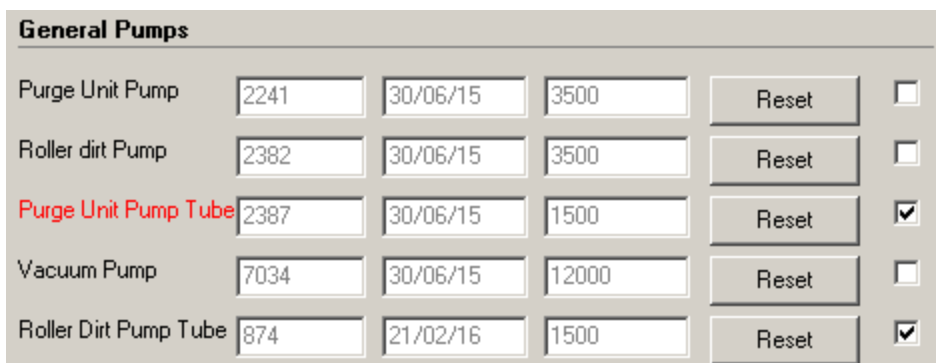 General Pumps
Purge Unit Pump 2241 30/06/15 3500 Reset
Roller dirt Pump 2382 30/06/15 3500 Reset
Purge Unit Pump Tube 2387 30/06/15 1500 Reset
Vacuum Pump 7034 30/06/15 12000 Reset
Roller Dirt Pump Tube 874 21/02/16 1500 Reset